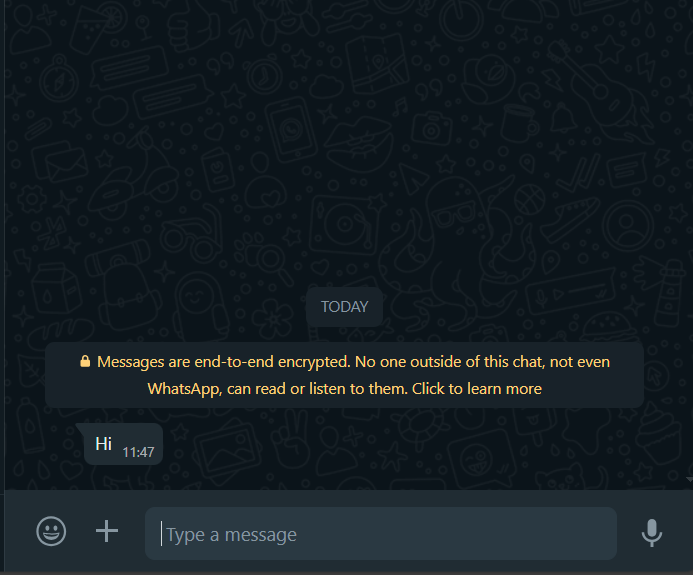 TODAY
Messages are end-to-end encrypted. No one outside of this chat, not even
WhatsApp, can read or listen to them. Click to learn more
Hi 11:47
Type a message